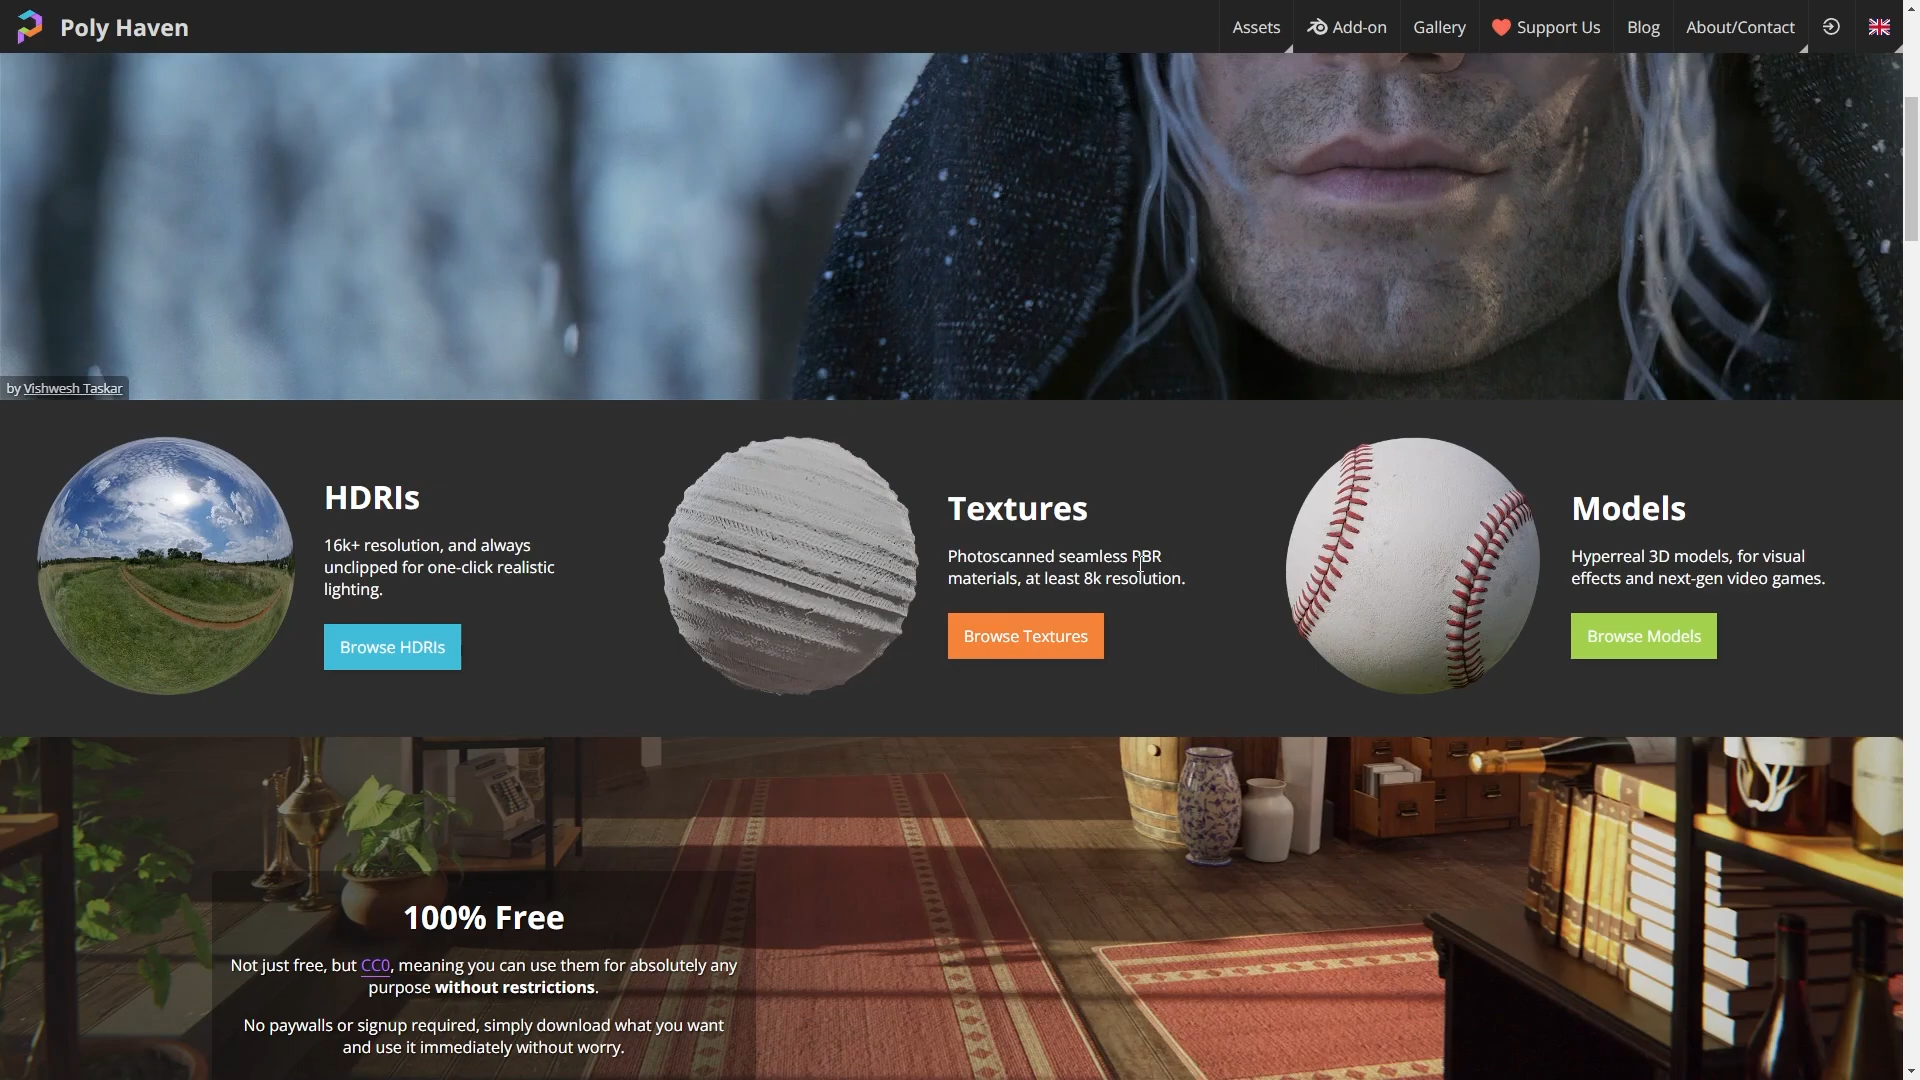 Poly Haven
Assets
Add-on
Gallery
Support Us
Blog
About/Contact
by Vishwesh Taskar
HDRIs
16k+ resolution, and always
unclipped for one-click realistic
lighting.
Browse HDRIs
Textures
Photoscanned seamless PBR
materials, at least 8k resolution.
Browse Textures
Models
Hyperreal 3D models, for visual
effects and next-gen video games.
Browse Models
100% Free
Not just free, but CC0, meaning you can use them for absolutely any
purpose without restrictions.
No paywalls or signup required, simply download what you want
and use it immediately without worry.